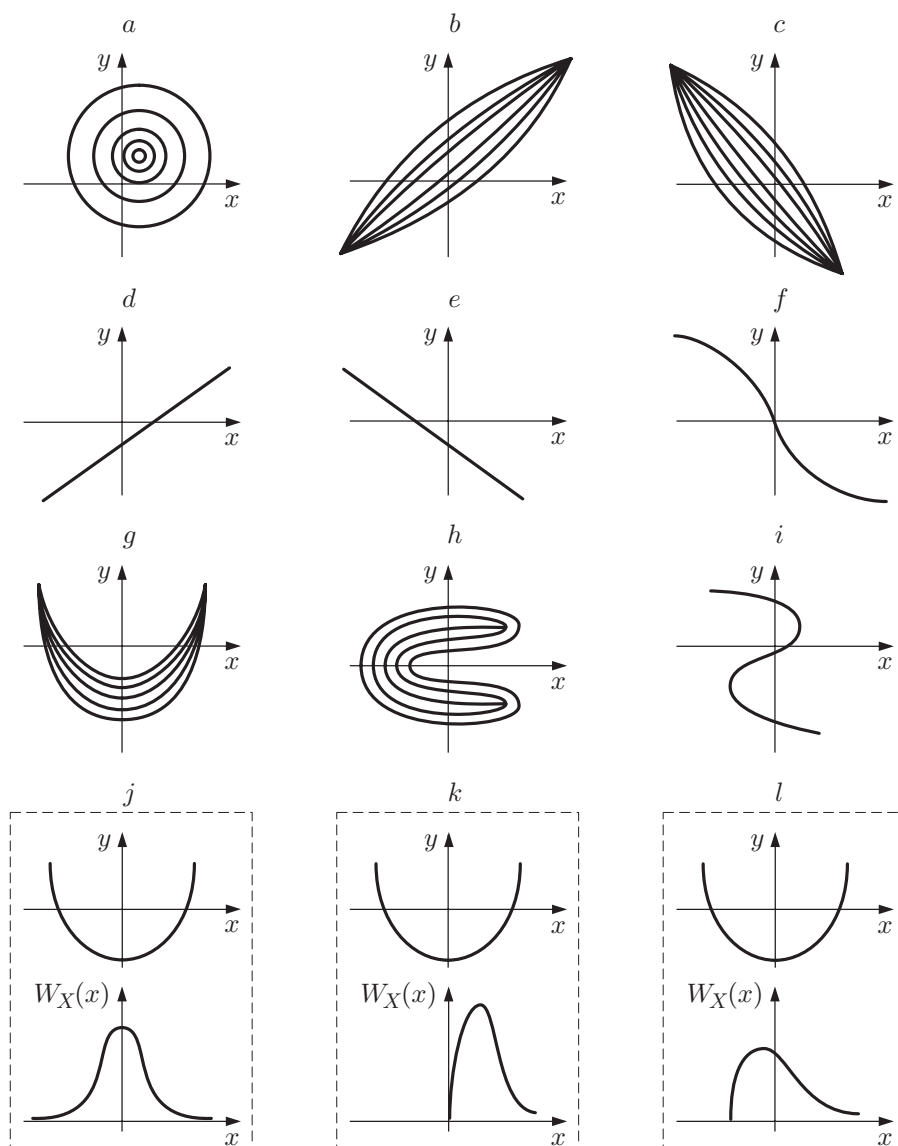 a b c
y y y
x x x
d e f
y y y
x x x
g h i
y y y
x x x
j k l
y y y
x x x
W_X(x) W_X(x) W_X(x)
x x x